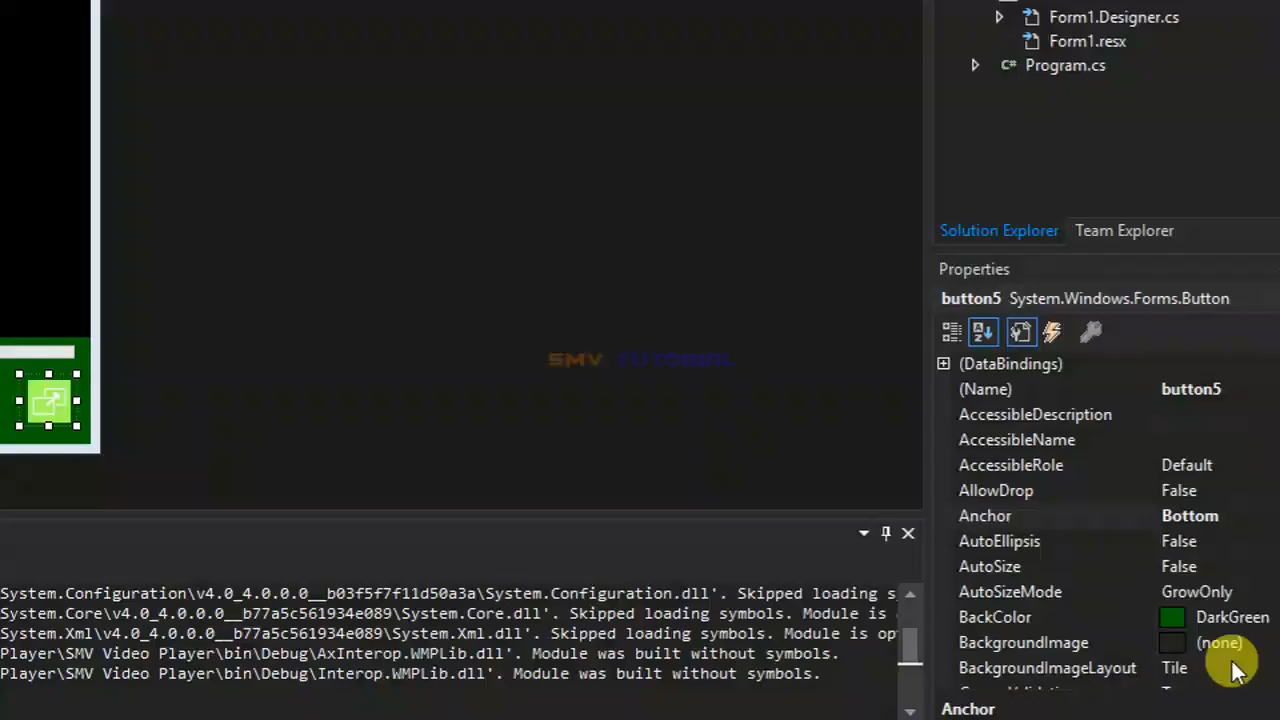 Form1.Designer.cs
Form1.resx
C# Program.cs
Solution Explorer Team Explorer
Properties
button5 System.Windows.Forms.Button
(DataBindings)
(Name) button5
AccessibleDescription
AccessibleName
AccessibleRole Default
AllowDrop False
Anchor Bottom
AutoEllipsis False
AutoSize False
AutoSizeMode GrowOnly
BackColor DarkGreen
BackgroundImage (none)
BackgroundImageLayout Tile
Anchor
SMV TUTORIAL
System.Configuration\v4.0_4.0.0.0__b03f5f7f11d50a3a\System.Configuration.dll'. Skipped loading s
System.Core\v4.0_4.0.0.0__b77a5c561934e089\System.Core.dll'. Skipped loading symbols. Module is
System.Xml\v4.0_4.0.0.0__b77a5c561934e089\System.Xml.dll'. Skipped loading symbols. Module is op
Player\SMV Video Player\bin\Debug\AxInterop.WMPLib.dll'. Module was built without symbols.
Player\SMV Video Player\bin\Debug\Interop.WMPLib.dll'. Module was built without symbols.